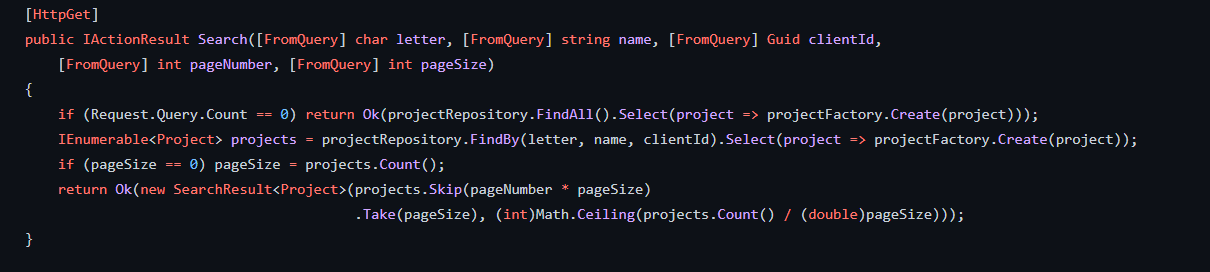 [HttpGet]
public IActionResult Search([FromQuery] char letter, [FromQuery] string name, [FromQuery] Guid clientId,
    [FromQuery] int pageNumber, [FromQuery] int pageSize)
{
    if (Request.Query.Count == 0) return Ok(projectRepository.FindAll().Select(project => projectFactory.Create(project)));
    IEnumerable<Project> projects = projectRepository.FindBy(letter, name, clientId).Select(project => projectFactory.Create(project));
    if (pageSize == 0) pageSize = projects.Count();
    return Ok(new SearchResult<Project>(projects.Skip(pageNumber * pageSize)
                                        .Take(pageSize), (int)Math.Ceiling(projects.Count() / (double)pageSize)));
}